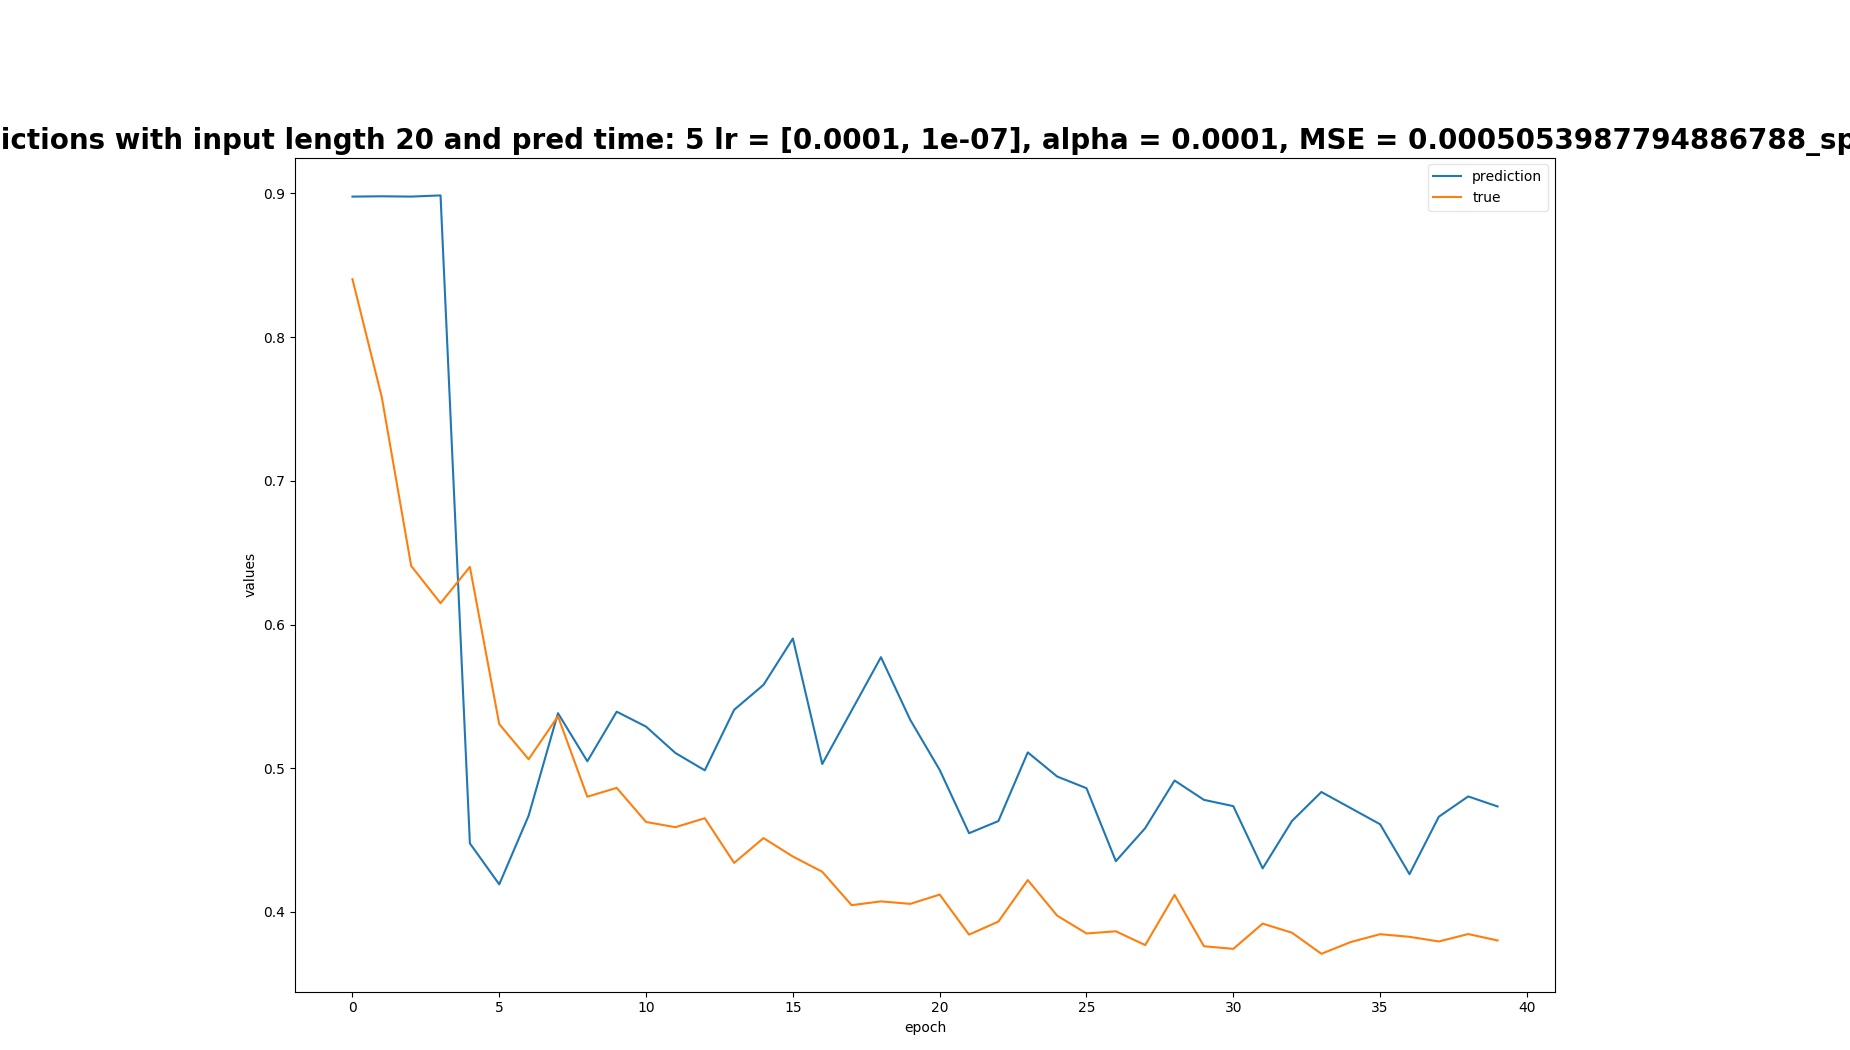 ictions with input length 20 and pred time: 5 lr = [0.0001, 1e-07], alpha = 0.0001, MSE = 0.0005053987794886788_sp
prediction
true
0.9
0.8
0.7
0.6
0.5
0.4
values
0 5 10 15 20 25 30 35 40
epoch